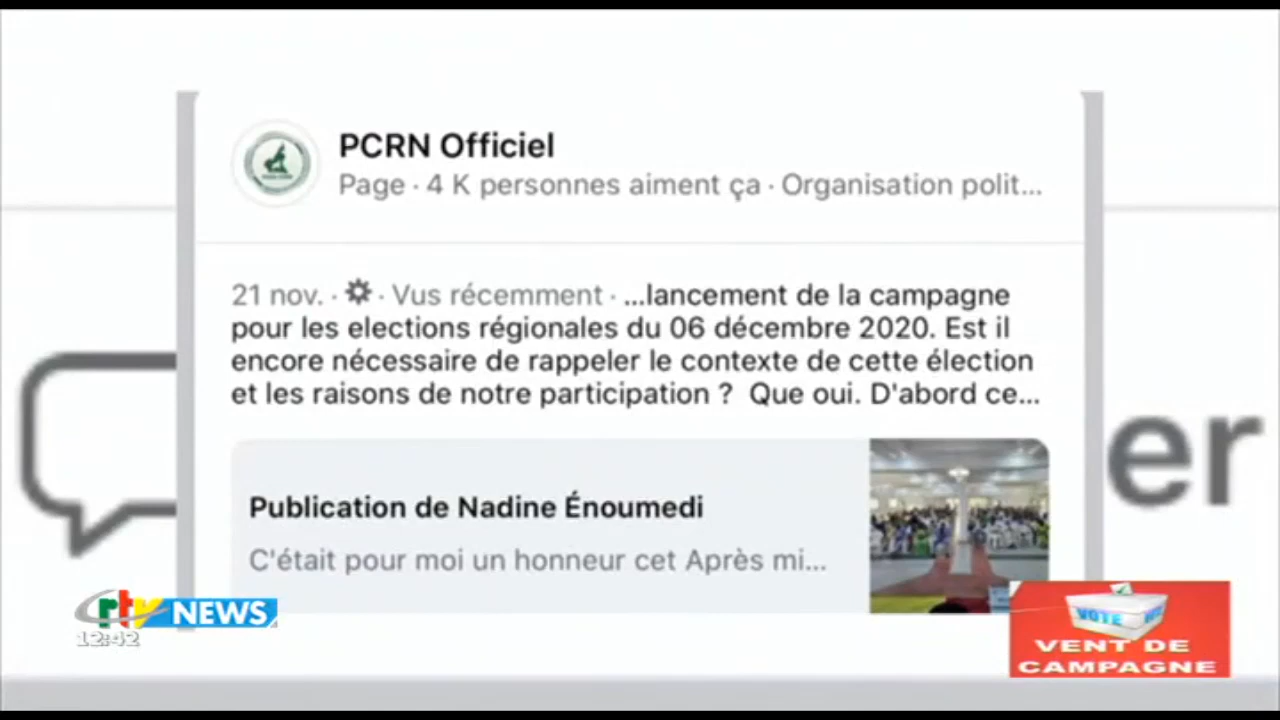 PCRN Officiel
Page · 4 K personnes aiment ça · Organisation polit...
21 nov. · · Vus récemment · ...lancement de la campagne
pour les elections régionales du 06 décembre 2020. Est il
encore nécessaire de rappeler le contexte de cette élection
et les raisons de notre participation ? Que oui. D'abord ce...
er
Publication de Nadine Énoumedi
C'était pour moi un honneur cet Après mi...
crtv NEWS
12:42
VOTE
VENT DE
CAMPAGNE